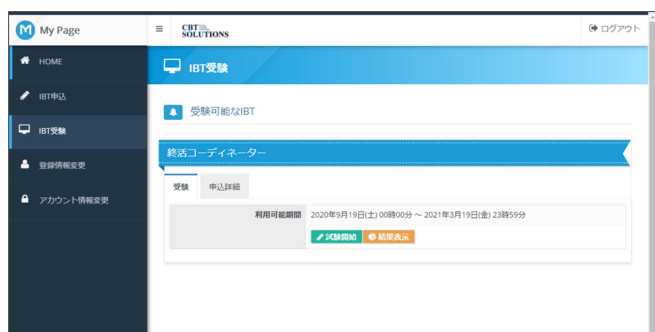 M My Page
CBT
SOLUTIONS
ログアウト
HOME
IBT申込
IBT受験
登録情報変更
アカウント情報変更
IBT受験
受験可能なIBT
終活コーディネーター
受験 申込詳細
利用可能期間 2020年9月19日(土) 00時00分 ～ 2021年3月19日(金) 23時59分
試験開始 結果表示